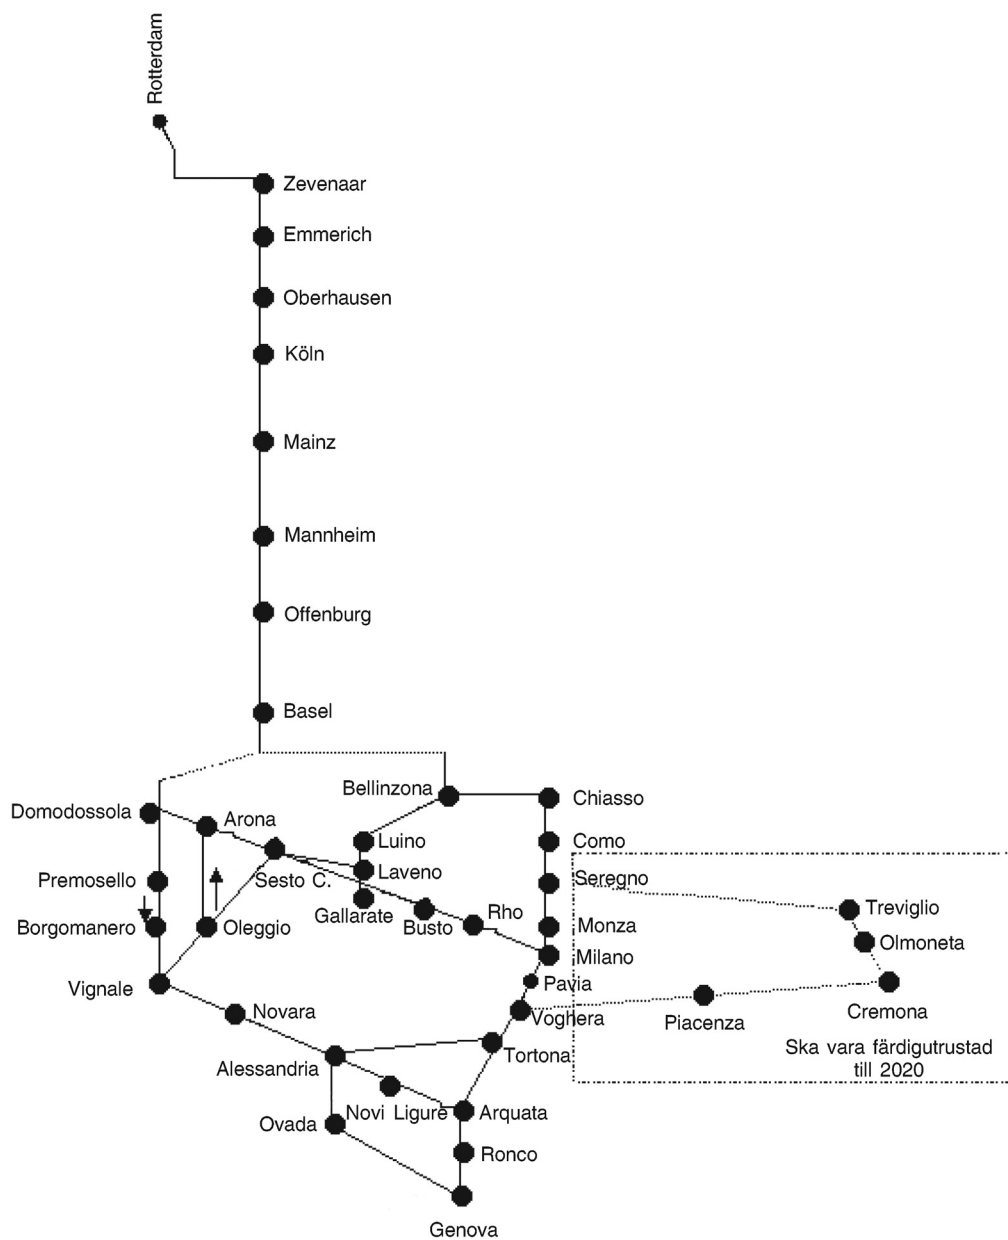 Rotterdam
Zevenaar
Emmerich
Oberhausen
Köln
Mainz
Mannheim
Offenburg
Basel
Bellinzona
Chiasso
Domodossola
Arona
Luino
Como
Sesto C.
Laveno
Premosello
Seregno
Gallarate
Busto
Rho
Treviglio
Borgomanero
Oleggio
Monza
Olmoneta
Milano
Vignale
Pavia
Novara
Voghera
Piacenza
Cremona
Alessandria
Tortona
Ska vara färdigutrustad
till 2020
Novi Ligure
Arquata
Ovada
Ronco
Genova